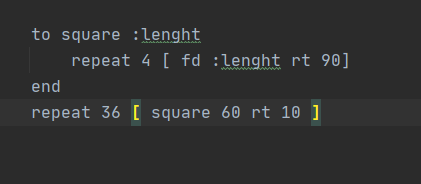 to square :lenght
repeat 4 [ fd :lenght rt 90]
end
repeat 36 [ square 60 rt 10 ]